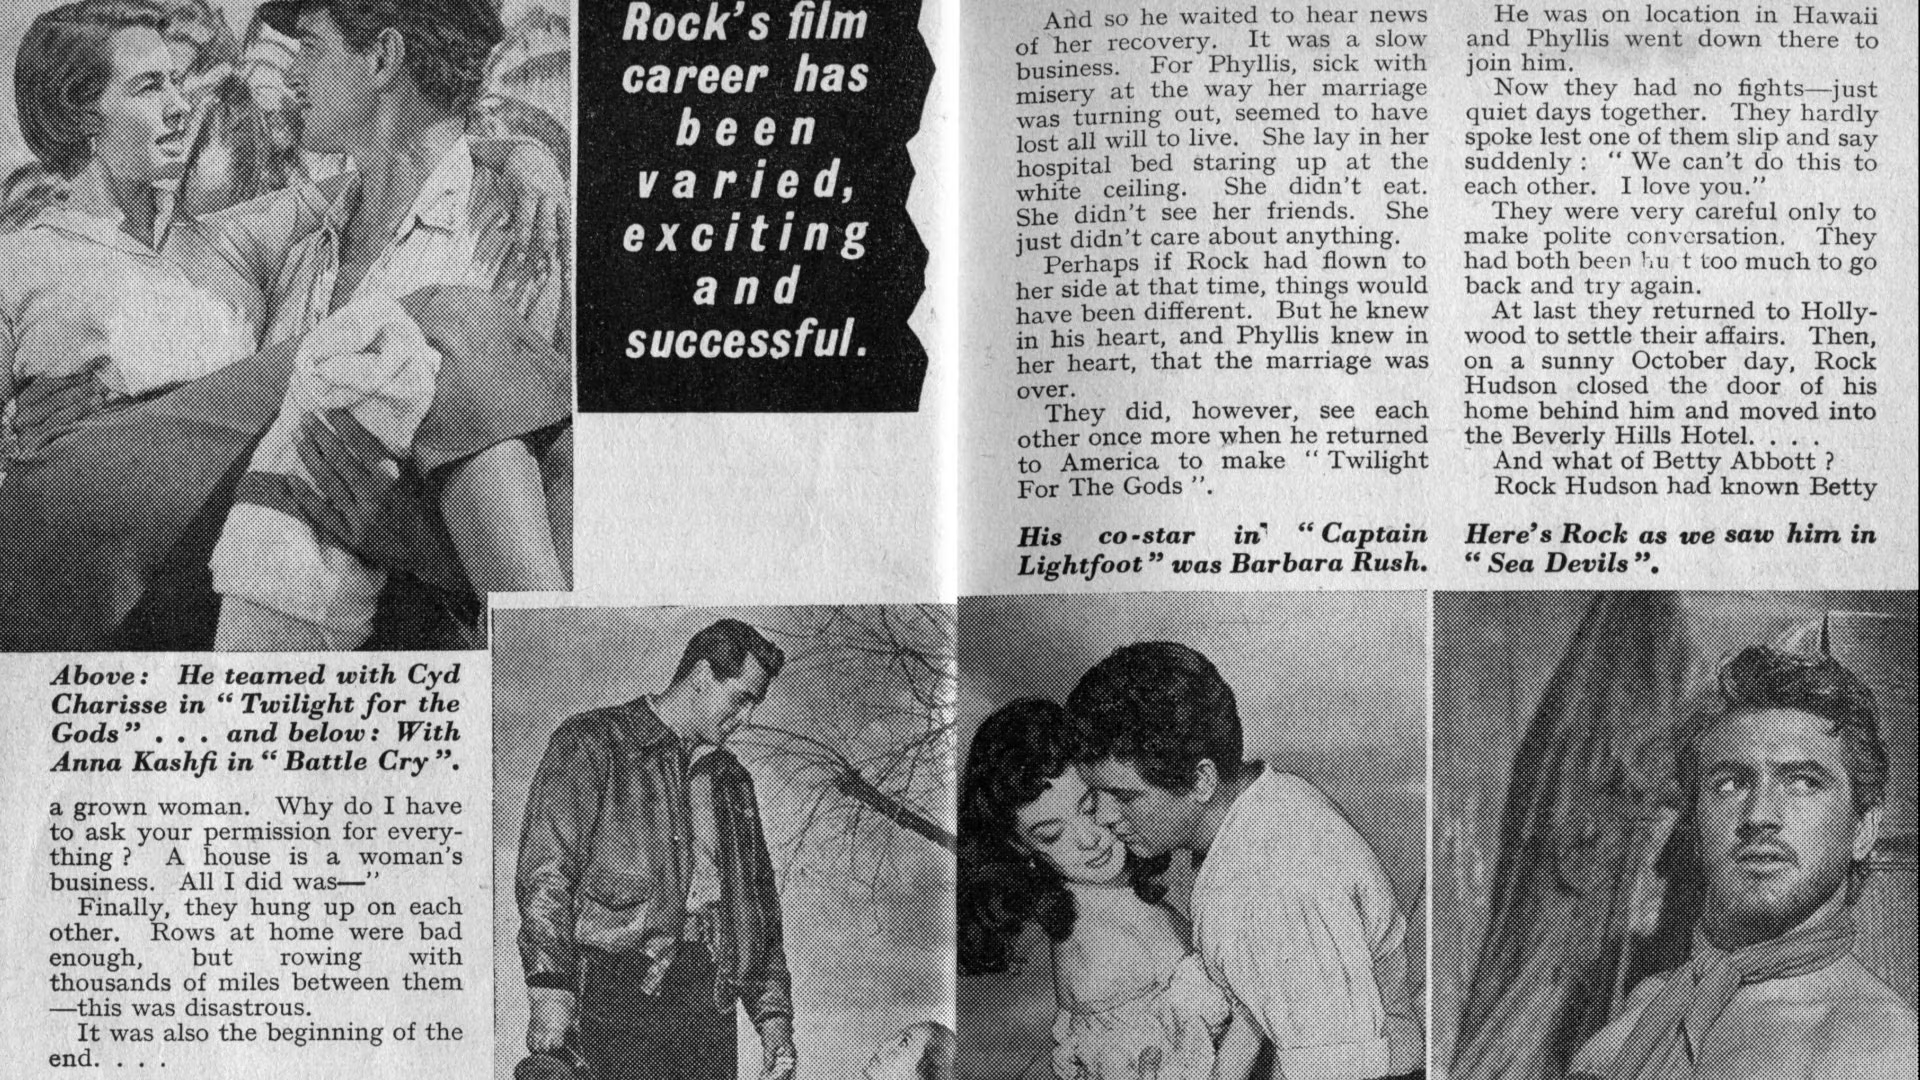 Rock's film
career has
been
varied,
exciting
and
successful.
Above: He teamed with Cyd
Charisse in “Twilight for the
Gods” . . . and below: With
Anna Kashfi in “Battle Cry”.
a grown woman. Why do I have
to ask your permission for every-
thing? A house is a woman's
business. All I did was—”
Finally, they hung up on each
other. Rows at home were bad
enough, but rowing with
thousands of miles between them
—this was disastrous.
It was also the beginning of the
end. . . .
And so he waited to hear news
of her recovery. It was a slow
business. For Phyllis, sick with
misery at the way her marriage
was turning out, seemed to have
lost all will to live. She lay in her
hospital bed staring up at the
white ceiling. She didn't eat.
She didn't see her friends. She
just didn't care about anything.
Perhaps if Rock had flown to
her side at that time, things would
have been different. But he knew
in his heart, and Phyllis knew in
her heart, that the marriage was
over.
They did, however, see each
other once more when he returned
to America to make “Twilight
For The Gods”.
His co-star in “Captain
Lightfoot” was Barbara Rush.
He was on location in Hawaii
and Phyllis went down there to
join him.
Now they had no fights—just
quiet days together. They hardly
spoke lest one of them slip and say
suddenly: “We can't do this to
each other. I love you.”
They were very careful only to
make polite conversation. They
had both been hu t too much to go
back and try again.
At last they returned to Holly-
wood to settle their affairs. Then,
on a sunny October day, Rock
Hudson closed the door of his
home behind him and moved into
the Beverly Hills Hotel. . . .
And what of Betty Abbott?
Rock Hudson had known Betty
Here's Rock as we saw him in
“Sea Devils”.